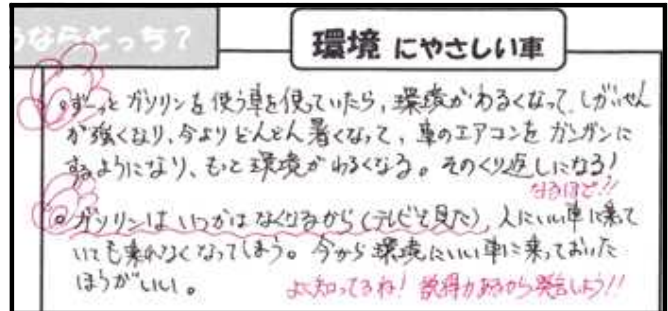 うならどっち？
環境 にやさしい車
◦ずーっとガソリンを使う車を使っていたら、環境がわるくなって、しがいせん
が強くなり、今よりどんどん暑くなって、車のエアコンをガンガンに
するようになり、もっと環境がわるくなる。そのくり返しになる！
なるほど！！
◦ガソリンはいつかはなくなるから（テレビで見た）、人にいい車に乗って
いても乗れなくなってしまう。今から環境にいい車に乗っておいた
ほうがいい。
よく知ってるね！ 説得力あるから発言しよう！！